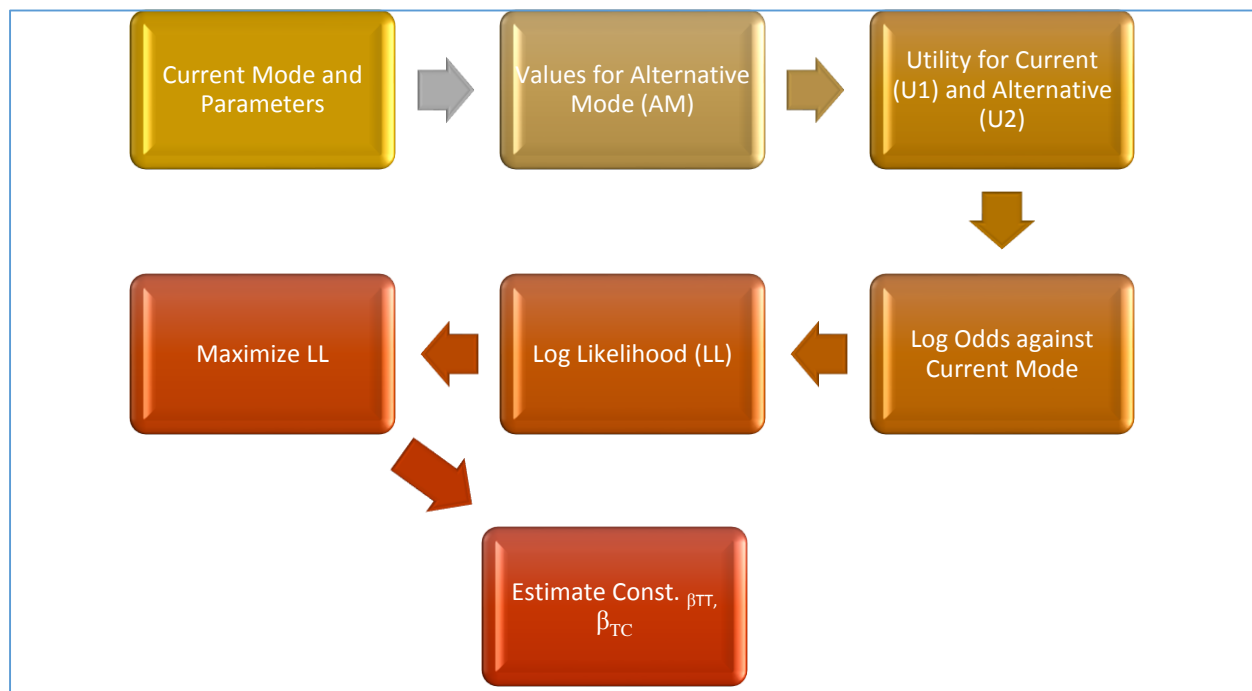 Current Mode and
Parameters
Values for Alternative
Mode (AM)
Utility for Current
(U1) and Alternative
(U2)
Log Odds against
Current Mode
Log Likelihood (LL)
Maximize LL
Estimate Const. βTT,
βTC